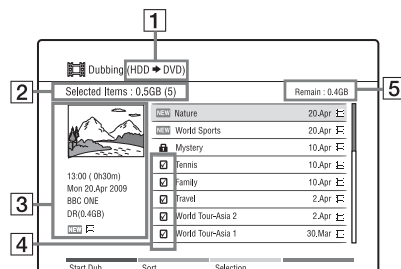 1
Dubbing (HDD ➔ DVD)
2
Selected Items : 0,5GB (5)
Remain : 0.4GB
5
NEW Nature 20.Apr
NEW World Sports 20.Apr
Mystery 10.Apr
Tennis 10.Apr
Family 10.Apr
Travel 2.Apr
World Tour-Asia 2 2.Apr
World Tour-Asia 1 30.Mar
13:00 ( 0h30m)
Mon 20.Apr 2009
BBC ONE
DR(0.4GB)
NEW
3
4
Start Dub Sort Selection